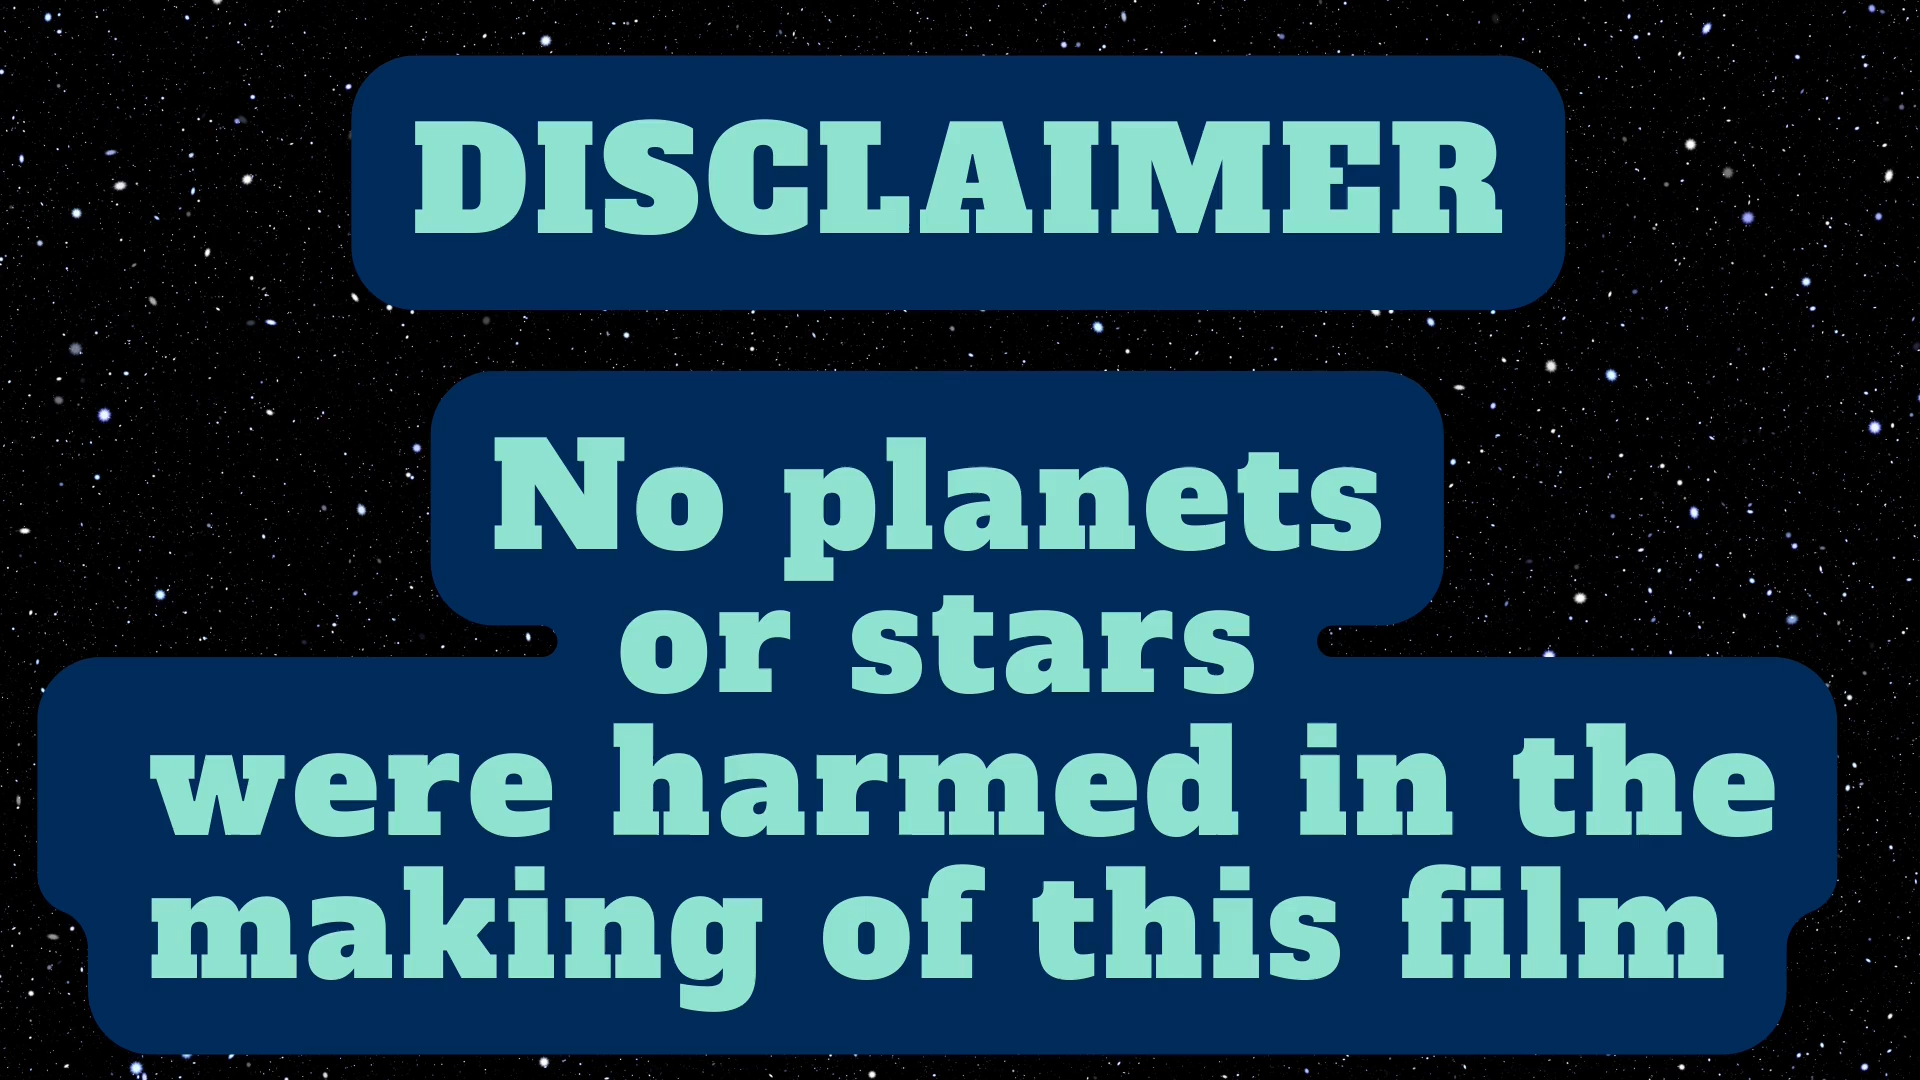 DISCLAIMER
No planets
or stars
were harmed in the
making of this film